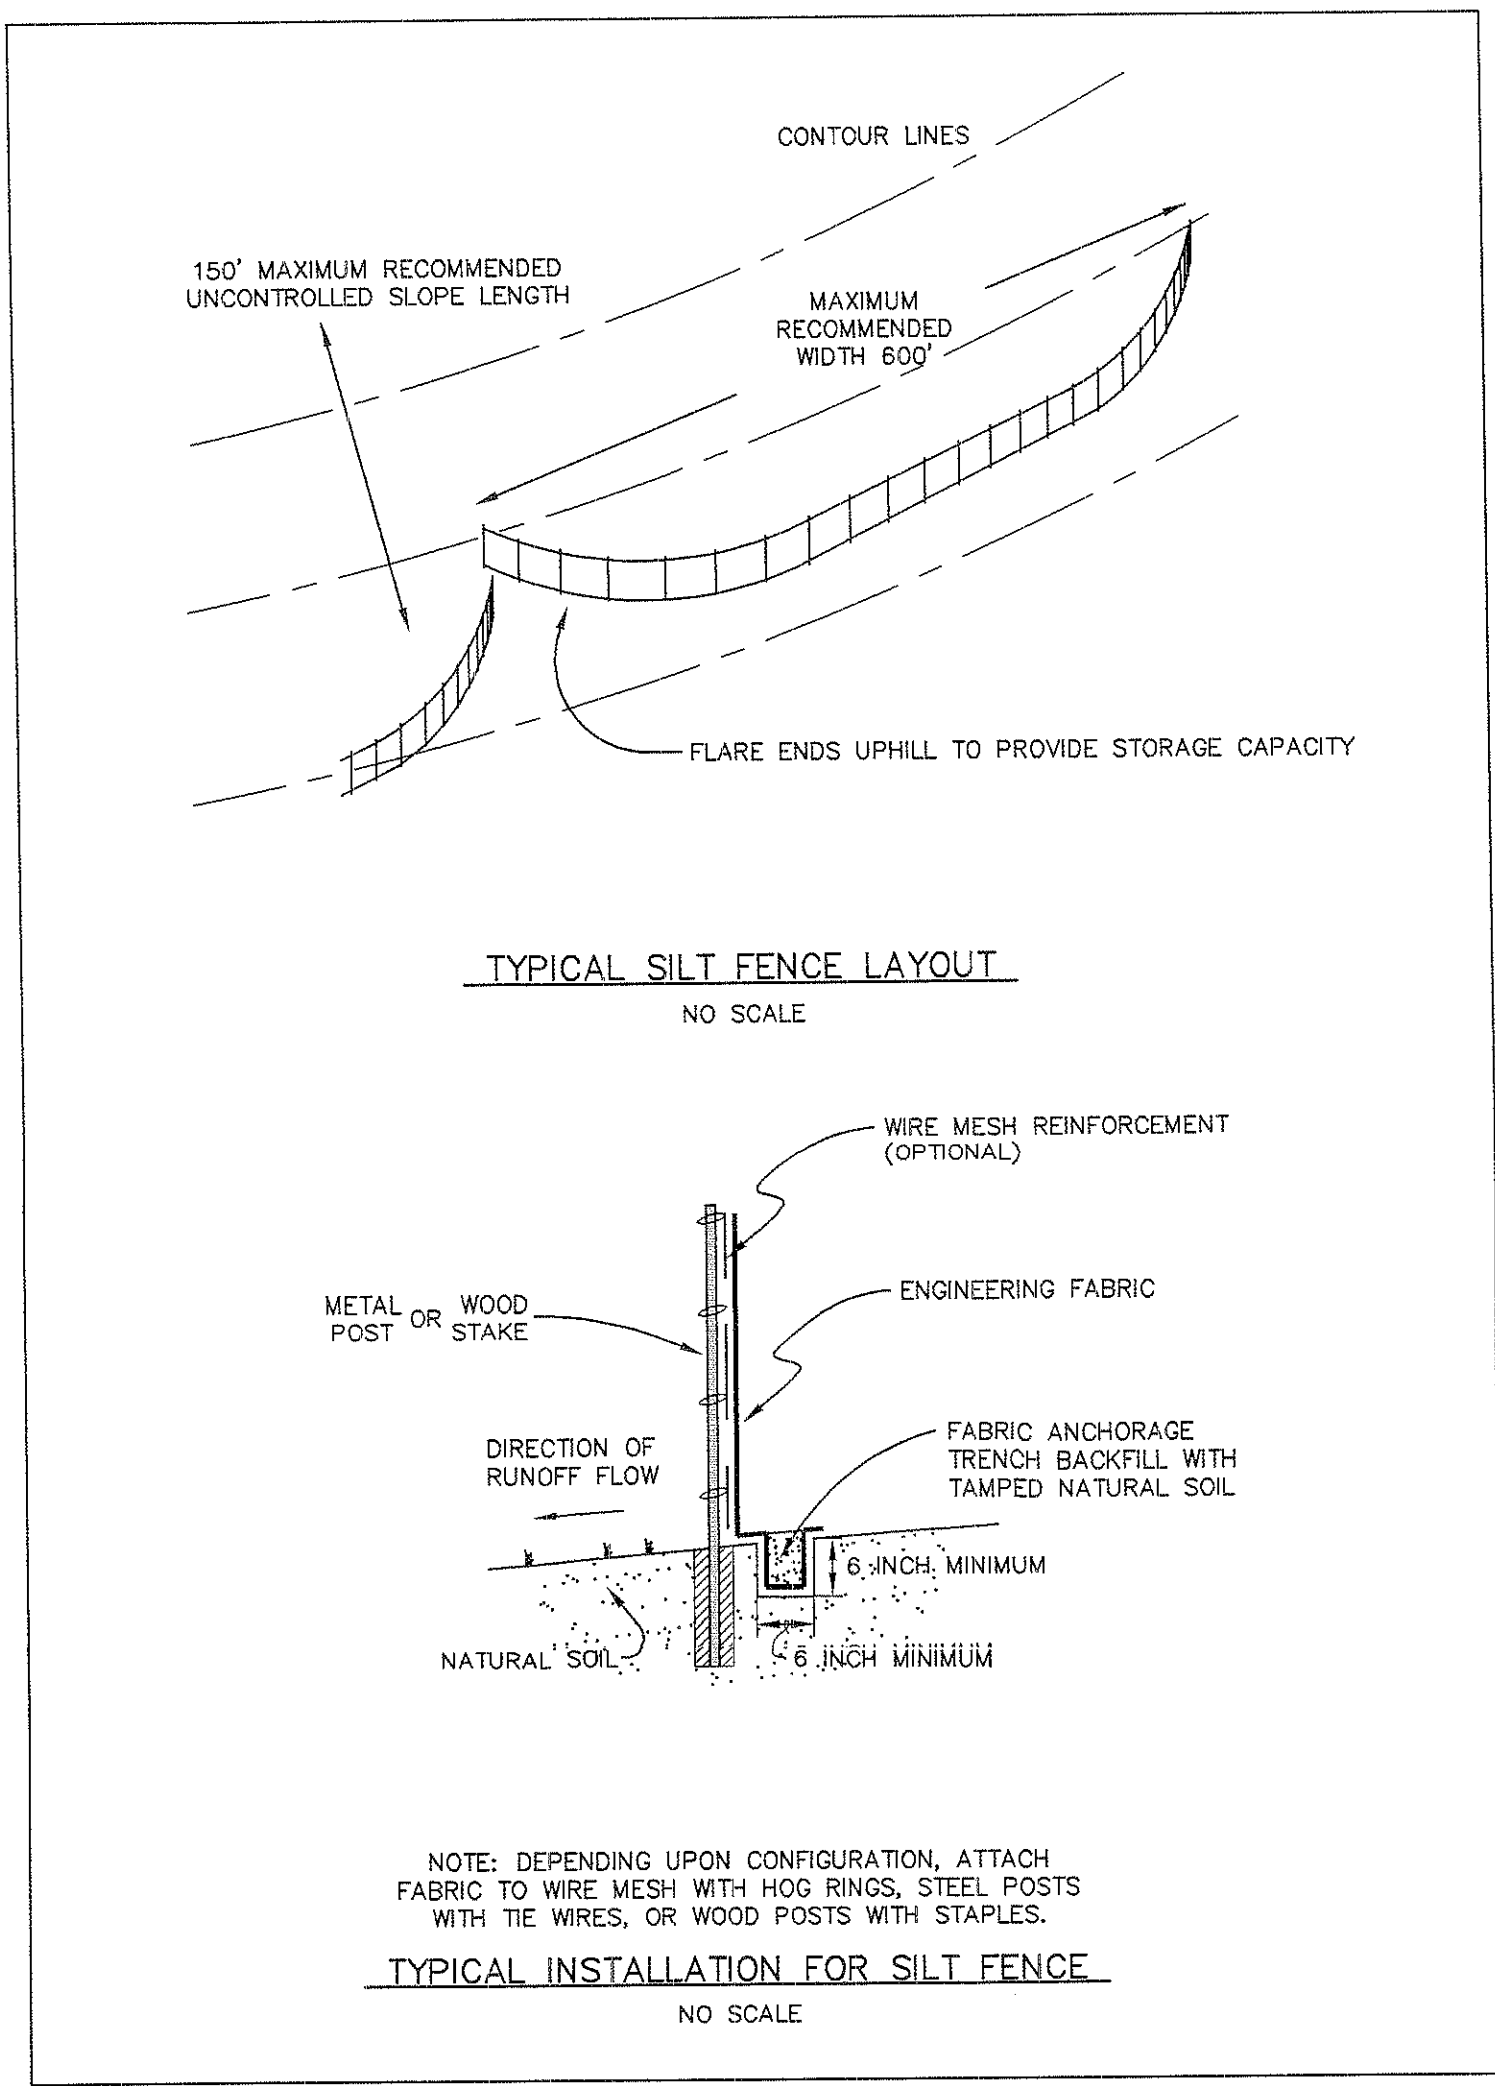 CONTOUR LINES
150' MAXIMUM RECOMMENDED
UNCONTROLLED SLOPE LENGTH
MAXIMUM
RECOMMENDED
WIDTH 600'
FLARE ENDS UPHILL TO PROVIDE STORAGE CAPACITY
TYPICAL SILT FENCE LAYOUT
NO SCALE
WIRE MESH REINFORCEMENT
(OPTIONAL)
ENGINEERING FABRIC
METAL OR WOOD
POST STAKE
FABRIC ANCHORAGE
TRENCH BACKFILL WITH
TAMPED NATURAL SOIL
DIRECTION OF
RUNOFF FLOW
6 INCH MINIMUM
NATURAL SOIL
6 INCH MINIMUM
NOTE: DEPENDING UPON CONFIGURATION, ATTACH
FABRIC TO WIRE MESH WITH HOG RINGS, STEEL POSTS
WITH TIE WIRES, OR WOOD POSTS WITH STAPLES.
TYPICAL INSTALLATION FOR SILT FENCE
NO SCALE